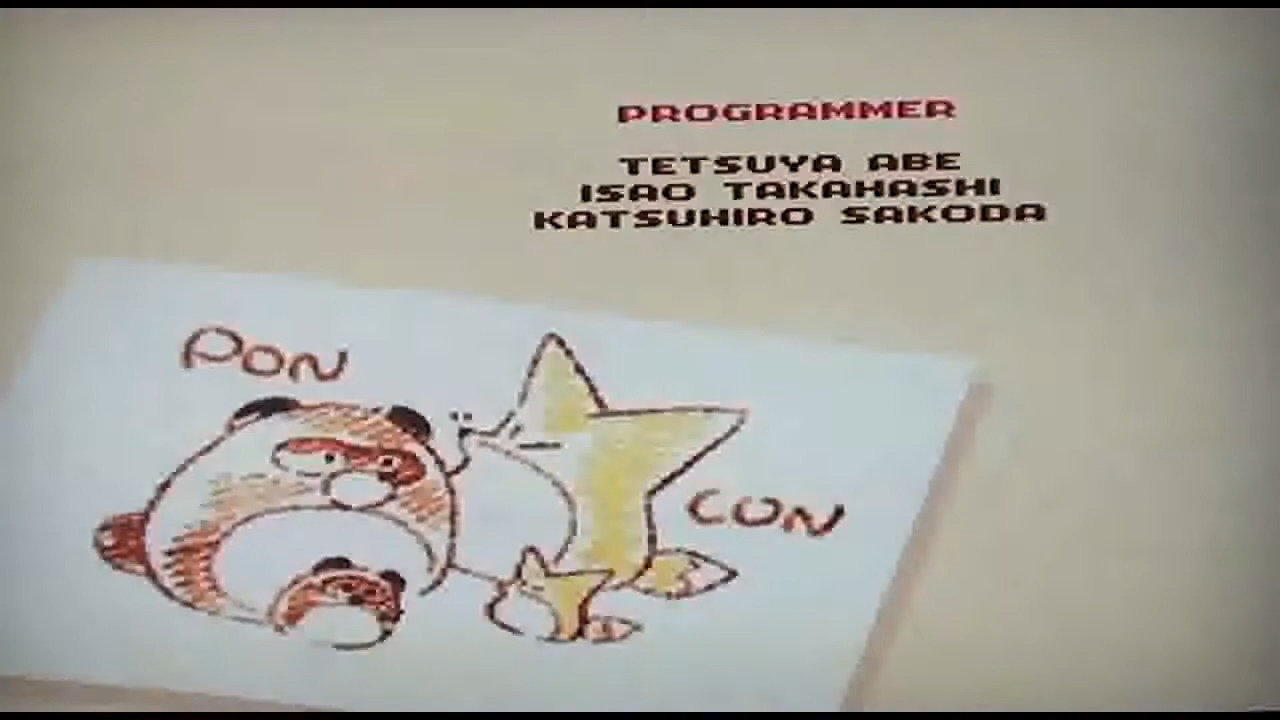 PROGRAMMER
TETSUYA ABE
ISAO TAKAHASHI
KATSUHIRO SAKODA
PON
CON